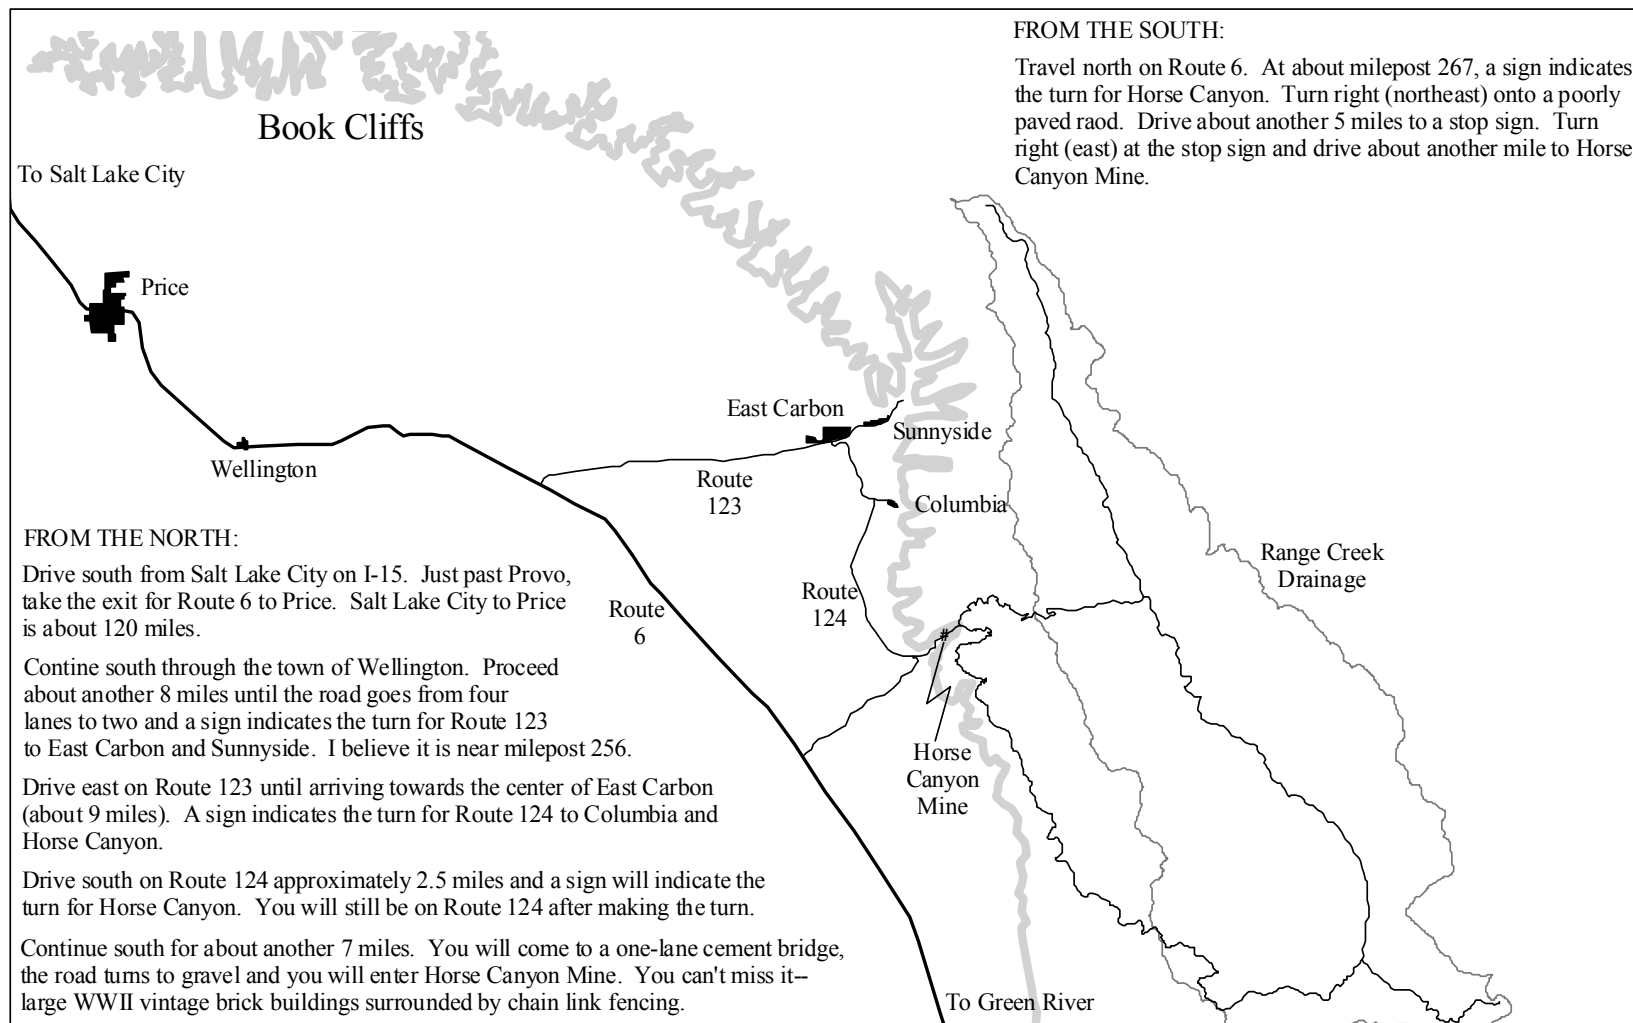 FROM THE SOUTH:
Travel north on Route 6. At about milepost 267, a sign indicates
the turn for Horse Canyon. Turn right (northeast) onto a poorly
paved raod. Drive about another 5 miles to a stop sign. Turn
right (east) at the stop sign and drive about another mile to Horse
Canyon Mine.
Book Cliffs
To Salt Lake City
Price
East Carbon
Sunnyside
Wellington
Route
123
Columbia
FROM THE NORTH:
Drive south from Salt Lake City on I-15. Just past Provo,
take the exit for Route 6 to Price. Salt Lake City to Price
is about 120 miles.
Contine south through the town of Wellington. Proceed
about another 8 miles until the road goes from four
lanes to two and a sign indicates the turn for Route 123
to East Carbon and Sunnyside. I believe it is near milepost 256.
Drive east on Route 123 until arriving towards the center of East Carbon
(about 9 miles). A sign indicates the turn for Route 124 to Columbia and
Horse Canyon.
Drive south on Route 124 approximately 2.5 miles and a sign will indicate the
turn for Horse Canyon. You will still be on Route 124 after making the turn.
Continue south for about another 7 miles. You will come to a one-lane cement bridge,
the road turns to gravel and you will enter Horse Canyon Mine. You can't miss it--
large WWII vintage brick buildings surrounded by chain link fencing.
Route
6
Route
124
Range Creek
Drainage
#
Horse
Canyon
Mine
To Green River